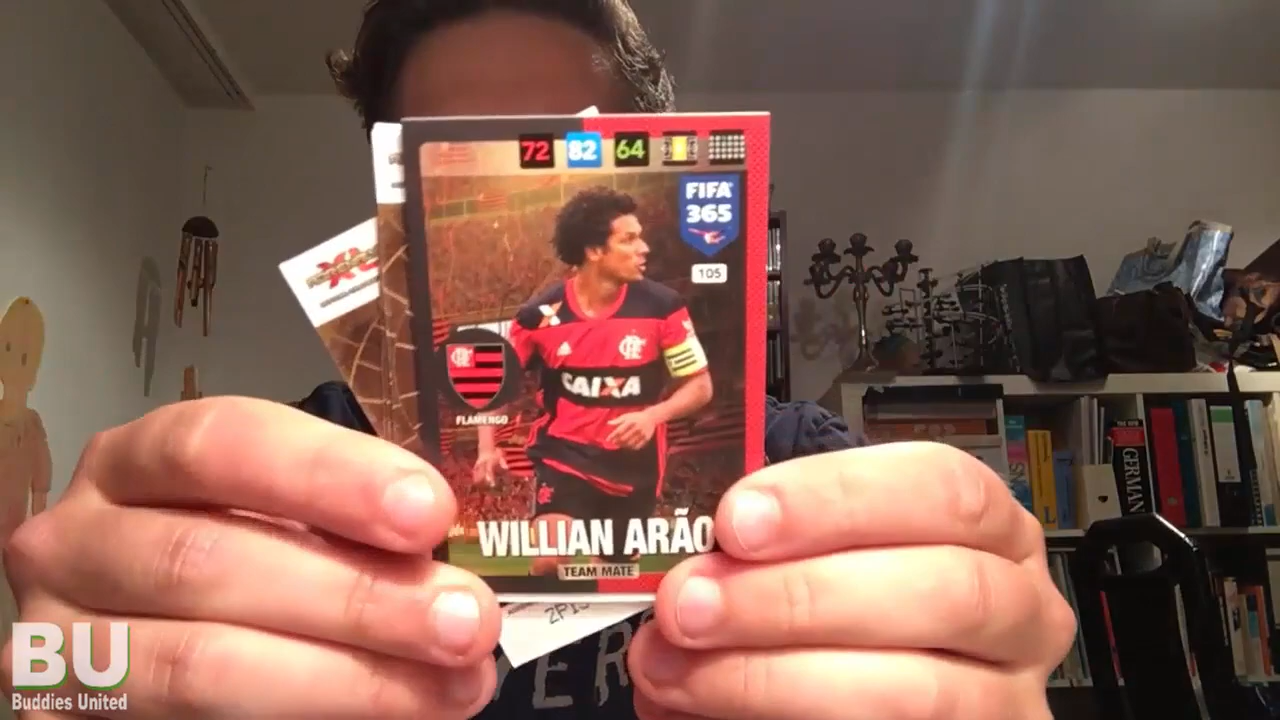 72 82 64
FIFA
365
105
CAIXA
FLAMENGO
WILLIAN ARÃO
TEAM MATE
GERMAN
BU
Buddies United